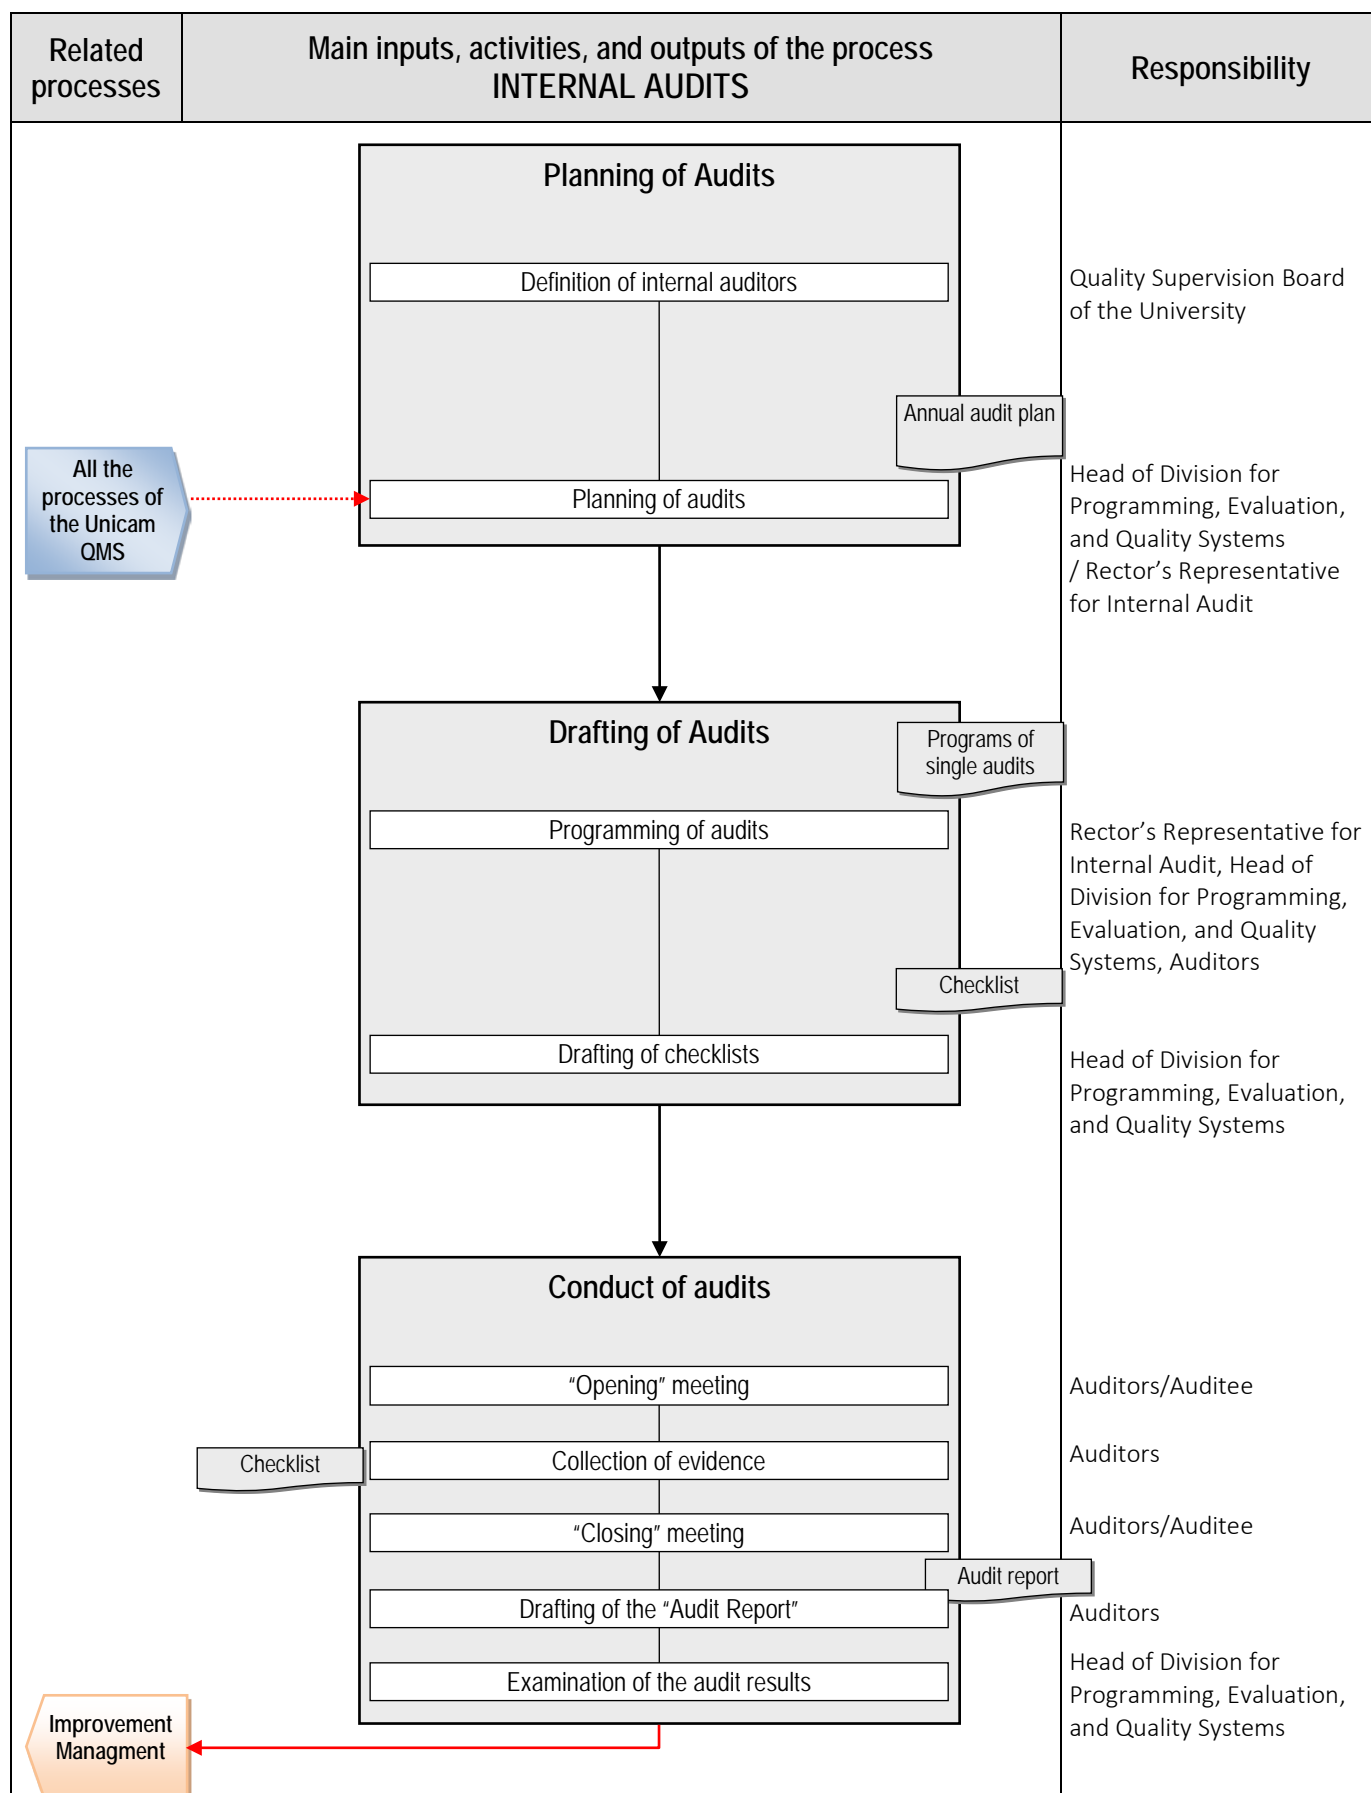 Related
processes
Main inputs, activities, and outputs of the process
INTERNAL AUDITS
Responsibility
Planning of Audits
Definition of internal auditors
Quality Supervision Board
of the University
Annual audit plan
All the
processes of
the Unicam
QMS
Planning of audits
Head of Division for
Programming, Evaluation,
and Quality Systems
/ Rector’s Representative
for Internal Audit
Drafting of Audits
Programs of
single audits
Programming of audits
Rector’s Representative for
Internal Audit, Head of
Division for Programming,
Evaluation, and Quality
Systems, Auditors
Checklist
Drafting of checklists
Head of Division for
Programming, Evaluation,
and Quality Systems
Conduct of audits
“Opening” meeting
Auditors/Auditee
Checklist
Collection of evidence
Auditors
“Closing” meeting
Auditors/Auditee
Audit report
Drafting of the “Audit Report”
Auditors
Examination of the audit results
Head of Division for
Programming, Evaluation,
and Quality Systems
Improvement
Managment